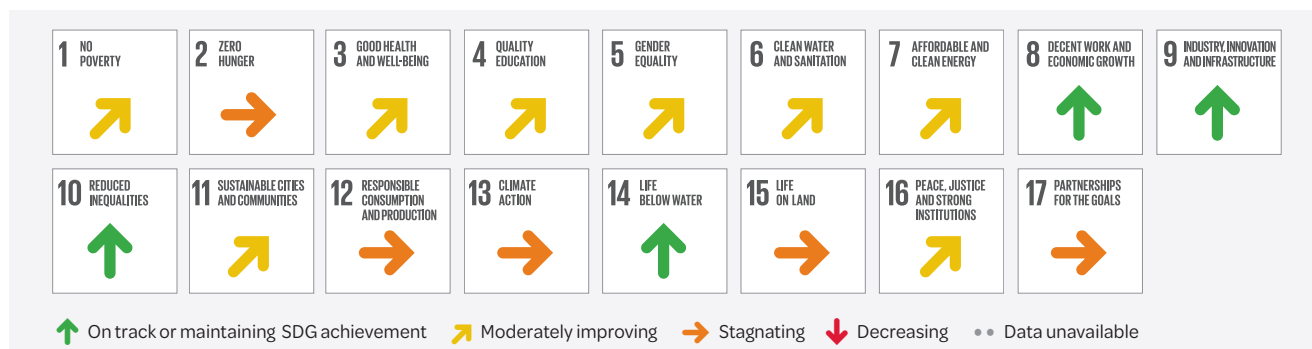 1 NO
POVERTY
2 ZERO
HUNGER
3 GOOD HEALTH
AND WELL-BEING
4 QUALITY
EDUCATION
5 GENDER
EQUALITY
6 CLEAN WATER
AND SANITATION
7 AFFORDABLE AND
CLEAN ENERGY
8 DECENT WORK AND
ECONOMIC GROWTH
9 INDUSTRY, INNOVATION
AND INFRASTRUCTURE
10 REDUCED
INEQUALITIES
11 SUSTAINABLE CITIES
AND COMMUNITIES
12 RESPONSIBLE
CONSUMPTION
AND PRODUCTION
13 CLIMATE
ACTION
14 LIFE
BELOW WATER
15 LIFE
ON LAND
16 PEACE, JUSTICE
AND STRONG
INSTITUTIONS
17 PARTNERSHIPS
FOR THE GOALS
On track or maintaining SDG achievement Moderately improving Stagnating Decreasing Data unavailable